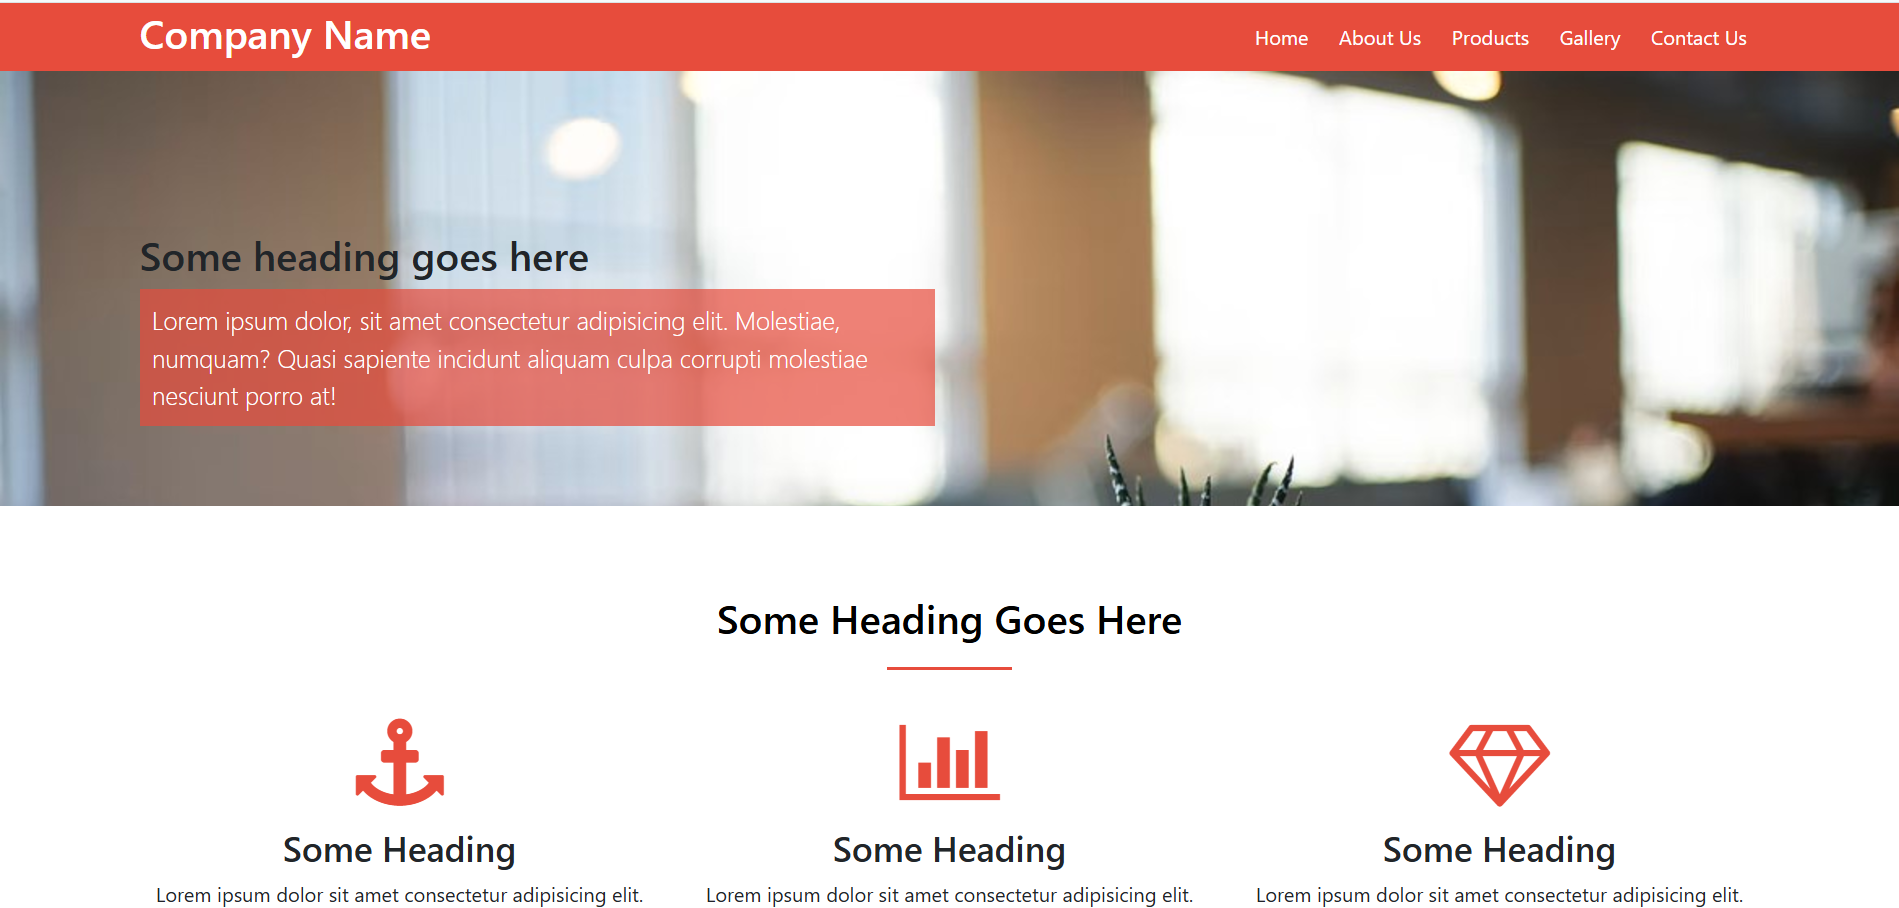 Company Name
Home About Us Products Gallery Contact Us
Some heading goes here
Lorem ipsum dolor, sit amet consectetur adipisicing elit. Molestiae,
numquam? Quasi sapiente incidunt aliquam culpa corrupti molestiae
nesciunt porro at!
Some Heading Goes Here
Some Heading
Lorem ipsum dolor sit amet consectetur adipisicing elit.
Some Heading
Lorem ipsum dolor sit amet consectetur adipisicing elit.
Some Heading
Lorem ipsum dolor sit amet consectetur adipisicing elit.